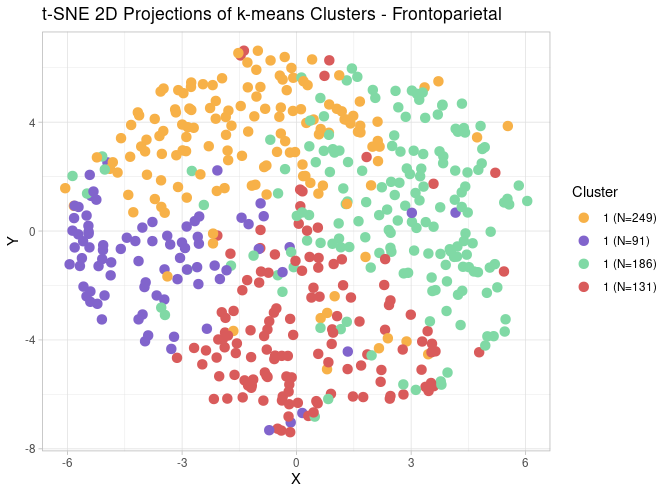 t-SNE 2D Projections of k-means Clusters - Frontoparietal
Y
4
0
-4
-8
-6
-3
0
3
6
X
Cluster
1 (N=249)
1 (N=91)
1 (N=186)
1 (N=131)